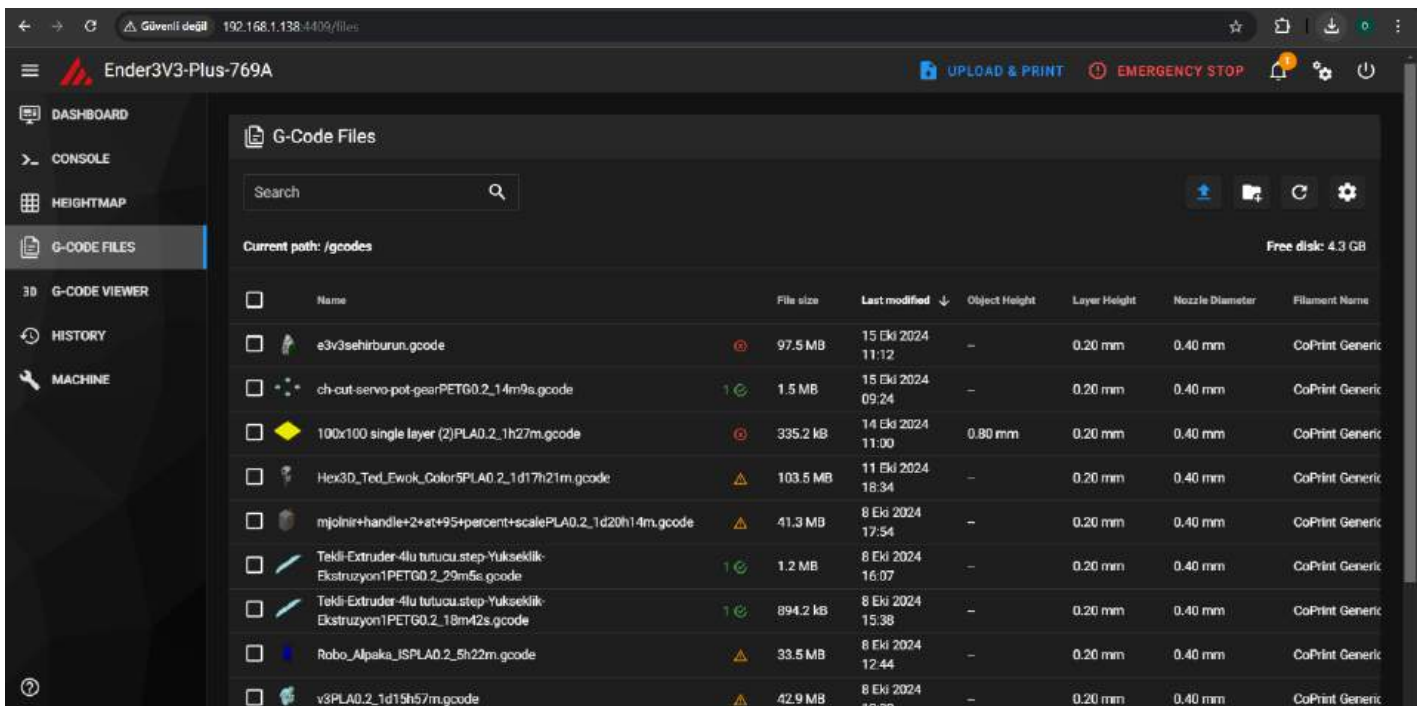 Güvenli değil 192.168.1.138:4409/files
Ender3V3-Plus-769A
UPLOAD & PRINT
EMERGENCY STOP
1
DASHBOARD
CONSOLE
HEIGHTMAP
G-CODE FILES
3D G-CODE VIEWER
HISTORY
MACHINE
G-Code Files
Search
Current path: /gcodes
Free disk: 4.3 GB
Name File size Last modified Object Height Layer Height Nozzle Diameter Filament Name
e3v3sehirburun.gcode 97.5 MB 15 Eki 2024 11:12 -- 0.20 mm 0.40 mm CoPrint Generic
ch-cut-servo-pot-gearPETG0.2_14m9s.gcode 1 1.5 MB 15 Eki 2024 09:24 -- 0.20 mm 0.40 mm CoPrint Generic
100x100 single layer (2)PLA0.2_1h27m.gcode 335.2 kB 14 Eki 2024 11:00 0.80 mm 0.20 mm 0.40 mm CoPrint Generic
Hex3D_Ted_Ewok_Color5PLA0.2_1d17h21m.gcode 103.5 MB 11 Eki 2024 18:34 -- 0.20 mm 0.40 mm CoPrint Generic
mjolnir+handle+2+at+95+percent+scalePLA0.2_1d20h14m.gcode 41.3 MB 8 Eki 2024 17:54 -- 0.20 mm 0.40 mm CoPrint Generic
Tekli-Extruder-4lu tutucu.step-Yukseklik-
Ekstruzyon1PETG0.2_29m5s.gcode 1 1.2 MB 8 Eki 2024 16:07 -- 0.20 mm 0.40 mm CoPrint Generic
Tekli-Extruder-4lu tutucu.step-Yukseklik-
Ekstruzyon1PETG0.2_18m42s.gcode 1 894.2 kB 8 Eki 2024 15:38 -- 0.20 mm 0.40 mm CoPrint Generic
Robo_Alpaka_ISPLA0.2_5h22m.gcode 33.5 MB 8 Eki 2024 12:44 -- 0.20 mm 0.40 mm CoPrint Generic
v3PLA0.2_1d15h57m.gcode 42.9 MB 8 Eki 2024 -- 0.20 mm 0.40 mm CoPrint Generic